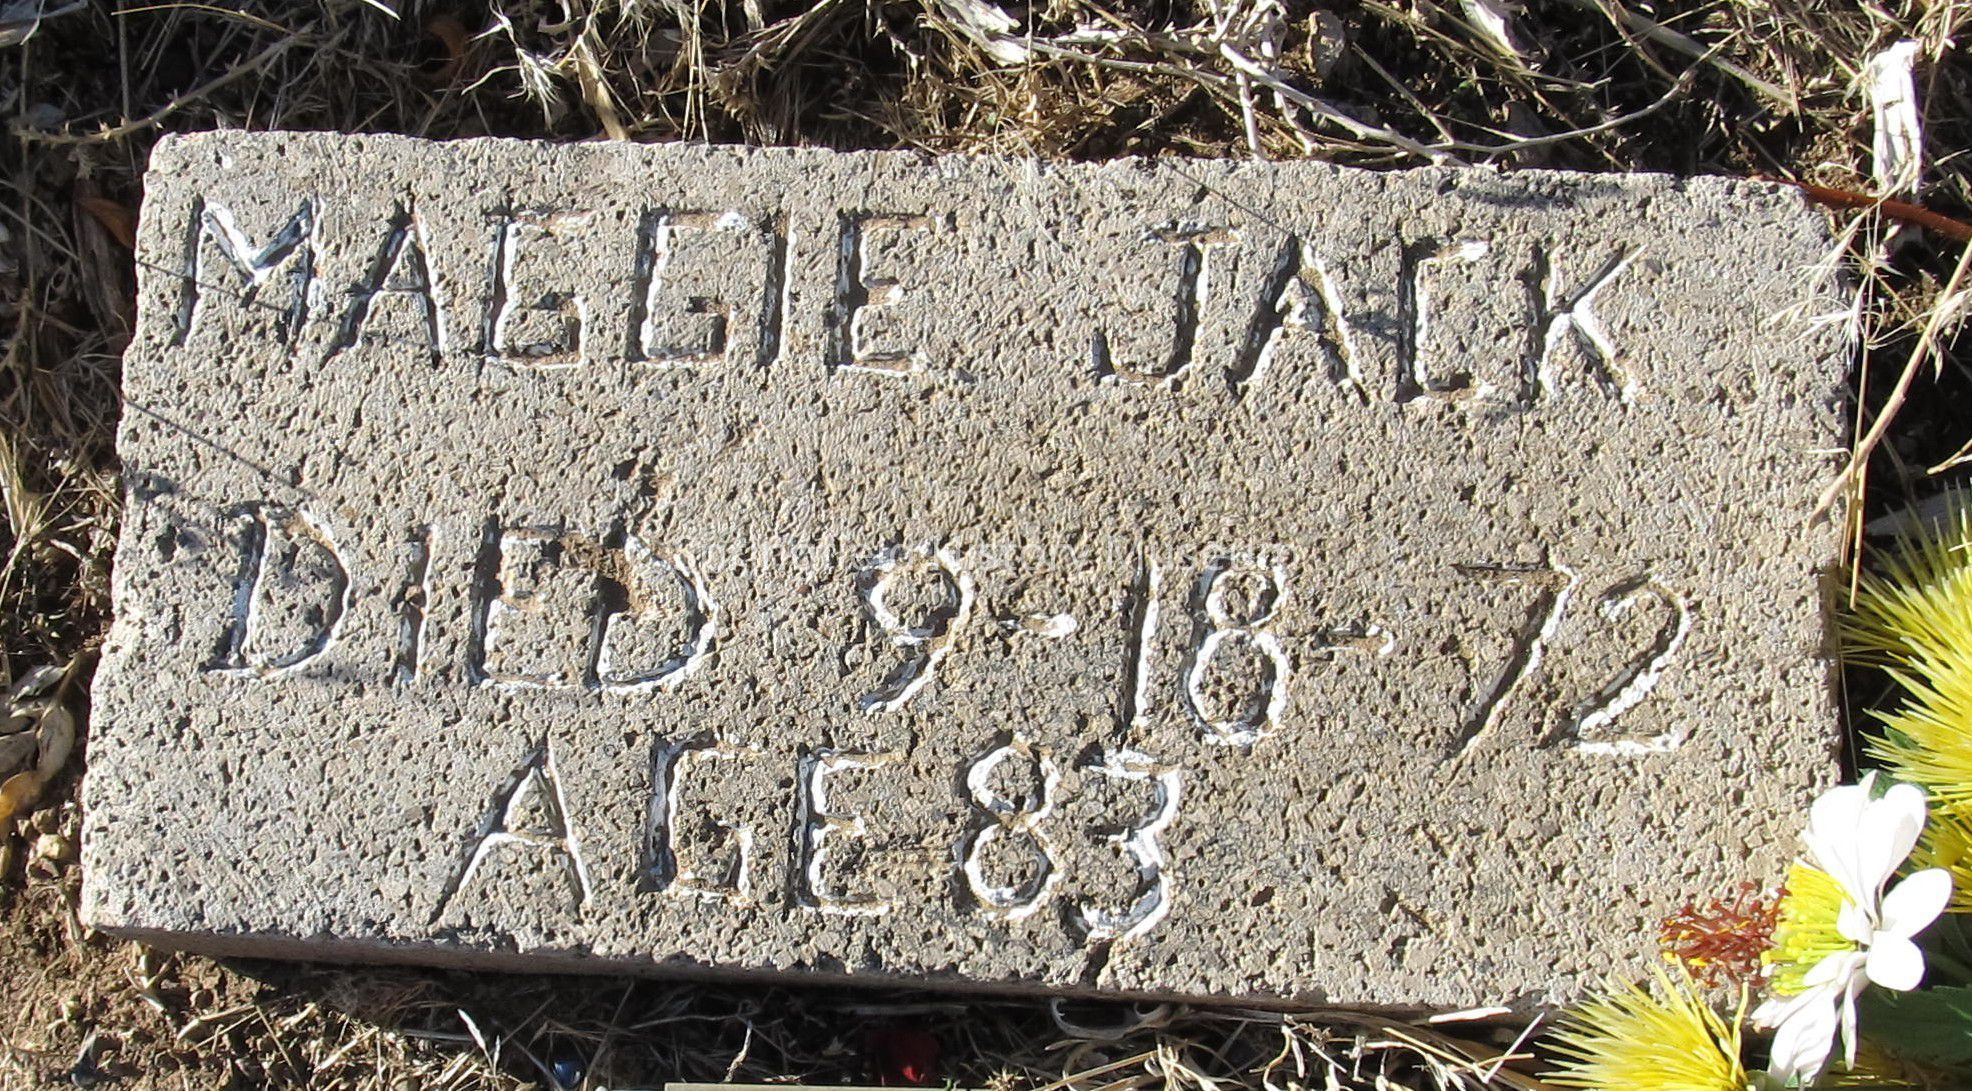 MAGGIE JACK
DIED 9-18-72
AGE 83